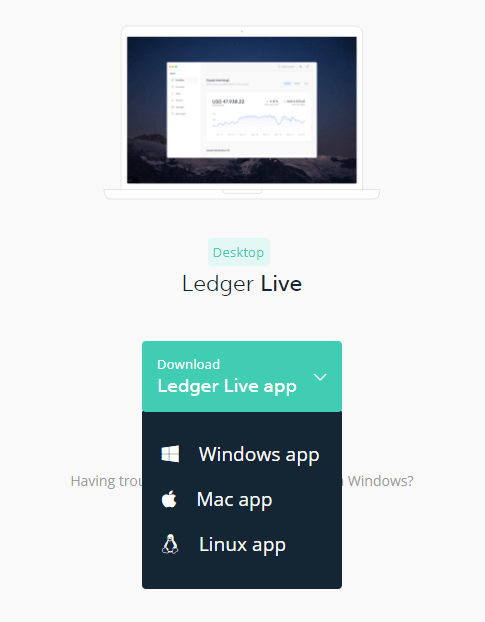 Good morning!
USD 47,938.22
Desktop
Ledger Live
Download
Ledger Live app
Windows app
Having trou
n Windows?
Mac app
Linux app